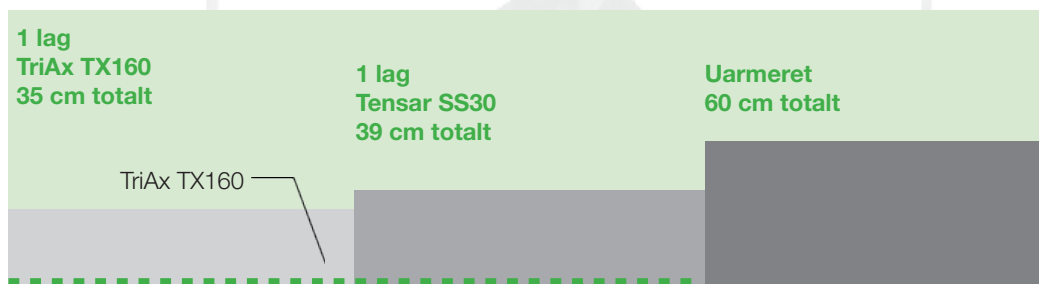 1 lag
TriAx TX160
35 cm totalt
1 lag
Tensar SS30
39 cm totalt
Uarmeret
60 cm totalt
TriAx TX160